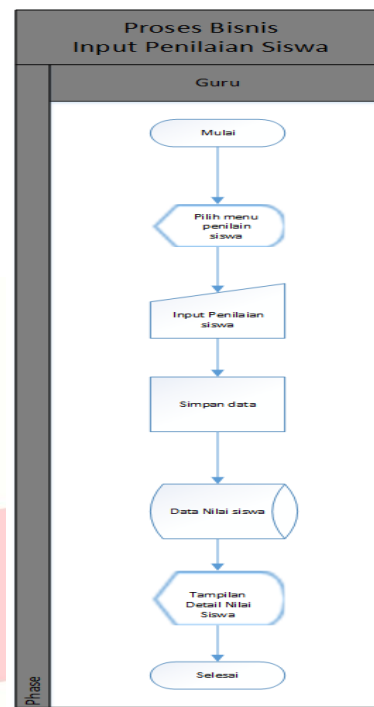 Proses Bisnis
Input Penilaian Siswa
Guru
Mulai
Pilih menu
penilain
siswa
Input Penilaian
siswa
Simpan data
Data Nilai siswa
Tampilan
Detail Nilai
Siswa
Selesai
Phase